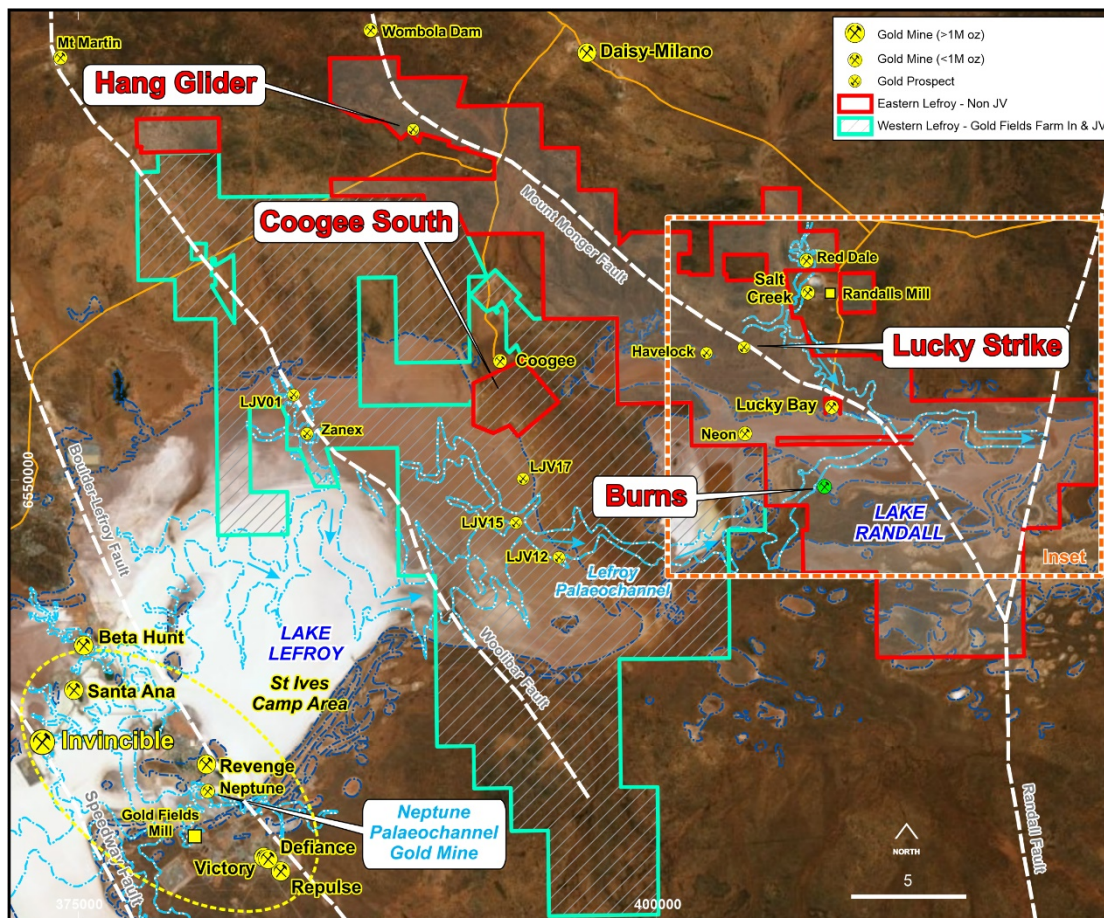 Mt Martin
Wombola Dam
Daisy-Milano
Gold Mine (>1M oz)
Gold Mine (<1M oz)
Gold Prospect
Eastern Lefroy - Non JV
Western Lefroy - Gold Fields Farm In & JV
Hang Glider
Coogee South
Mount Monger Fault
Red Dale
Salt
Creek
Randalls Mill
Lucky Strike
Havelock
Coogee
LJV01
Zanex
Lucky Bay
Neon
Boulder-Lefroy Fault
6550000
LJV17
Burns
LJV15
LAKE
RANDALL
LJV12
Lefroy
Palaeochannel
Inset
Beta Hunt
LAKE
LEFROY
Woolibar Fault
Santa Ana
St Ives
Camp Area
Invincible
Revenge
Neptune
Speedway Fault
Gold Fields
Mill
Neptune
Palaeochannel
Gold Mine
Randall Fault
Defiance
Victory
Repulse
NORTH
5
375000
400000